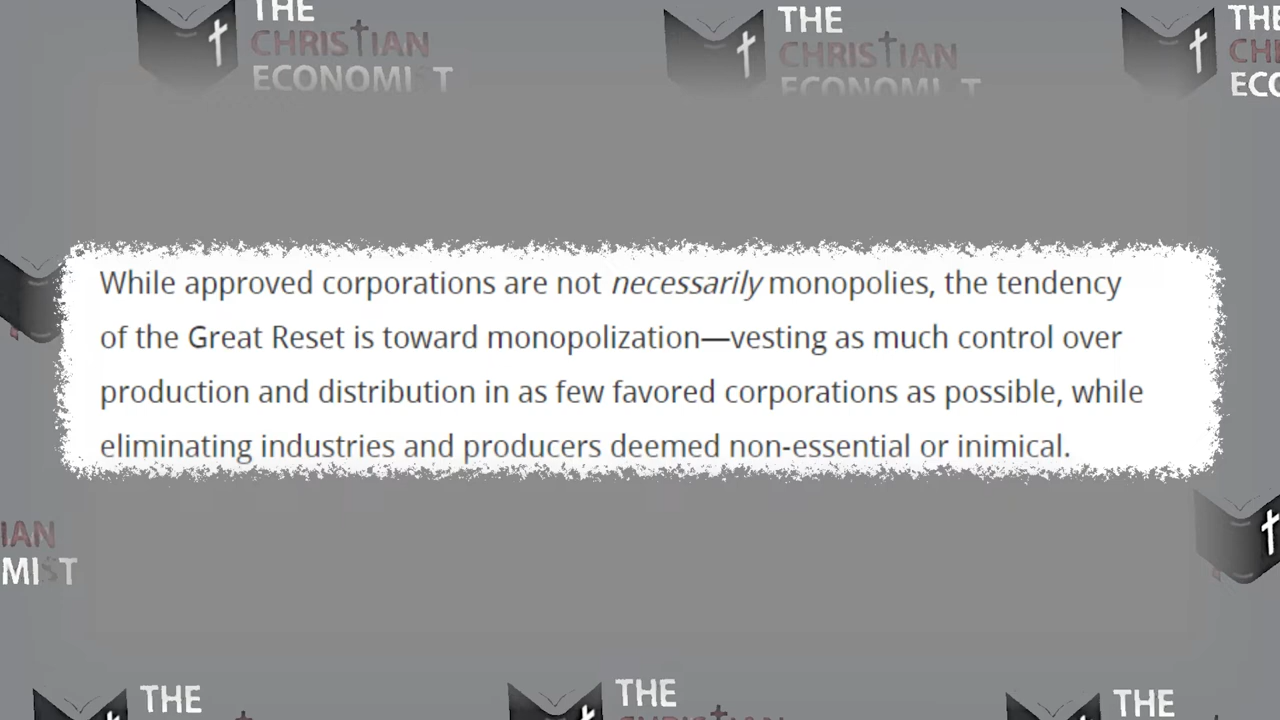 THE
CHRISTIAN
ECONOMIST
THE
CHRISTIAN
ECONOMIST
THE
While approved corporations are not necessarily monopolies, the tendency
of the Great Reset is toward monopolization—vesting as much control over
production and distribution in as few favored corporations as possible, while
eliminating industries and producers deemed non-essential or inimical.
THE
THE
THE